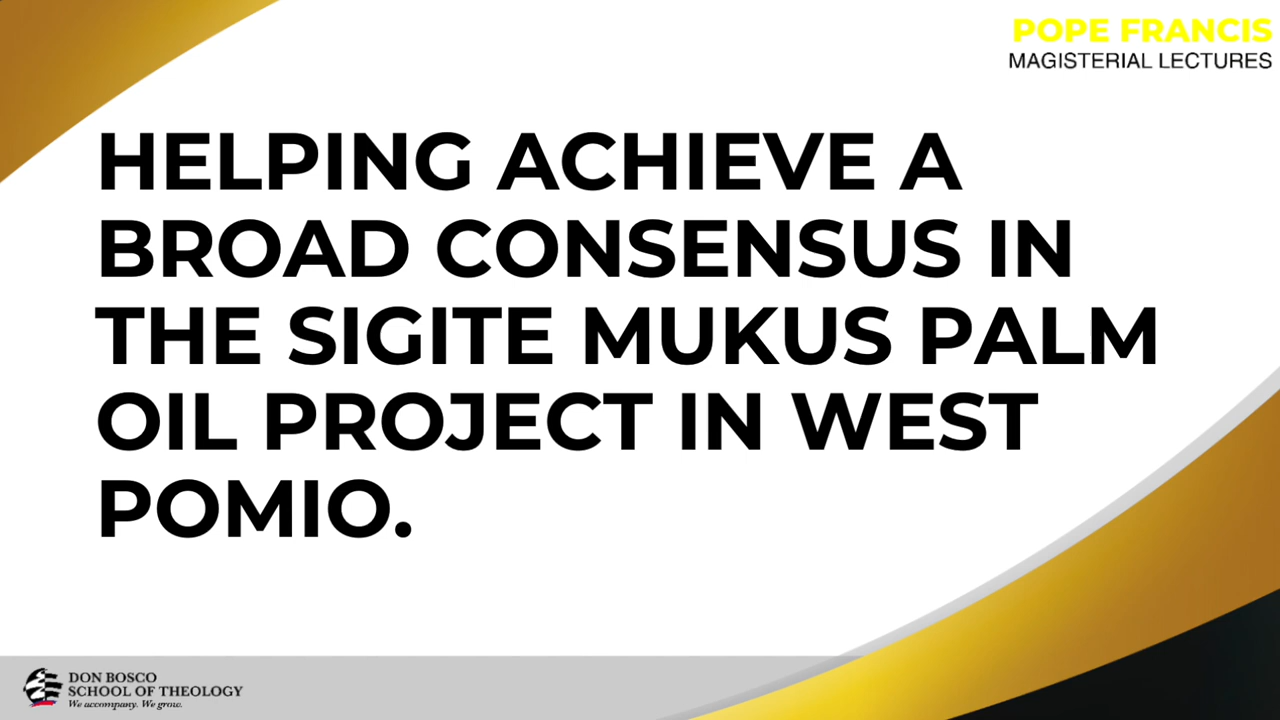 POPE FRANCIS
MAGISTERIAL LECTURES
HELPING ACHIEVE A
BROAD CONSENSUS IN
THE SIGITE MUKUS PALM
OIL PROJECT IN WEST
POMIO.
DON BOSCO
SCHOOL OF THEOLOGY
We accompany. We grow.